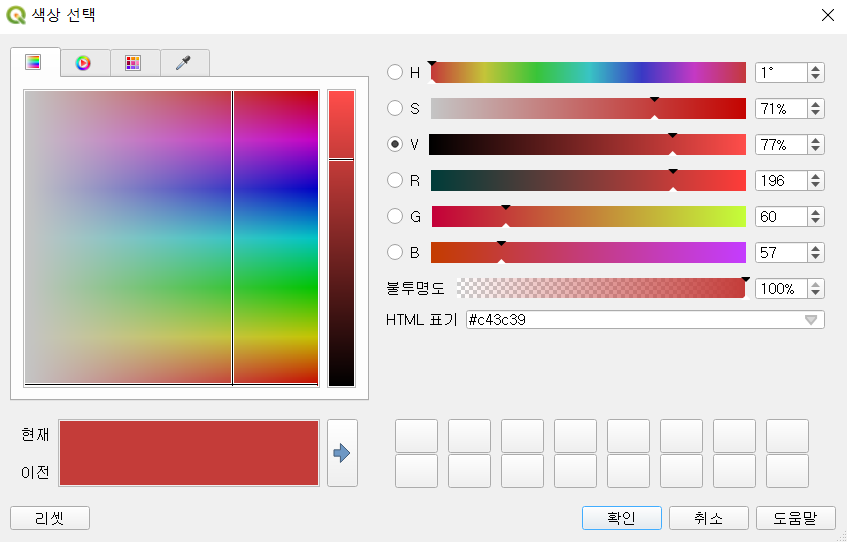 색상 선택
H 1°
S 71%
V 77%
R 196
G 60
B 57
불투명도 100%
HTML 표기 #c43c39
현재
이전
리셋 확인 취소 도움말